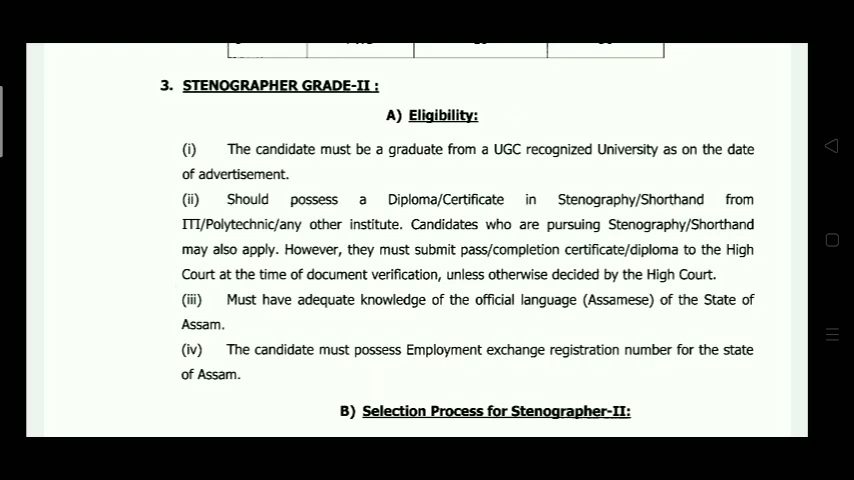 3. STENOGRAPHER GRADE-II :
A) Eligibility:
(i) The candidate must be a graduate from a UGC recognized University as on the date
of advertisement.
(ii) Should possess a Diploma/Certificate in Stenography/Shorthand from
ITI/Polytechnic/any other institute. Candidates who are pursuing Stenography/Shorthand
may also apply. However, they must submit pass/completion certificate/diploma to the High
Court at the time of document verification, unless otherwise decided by the High Court.
(iii) Must have adequate knowledge of the official language (Assamese) of the State of
Assam.
(iv) The candidate must possess Employment exchange registration number for the state
of Assam.
B) Selection Process for Stenographer-II: